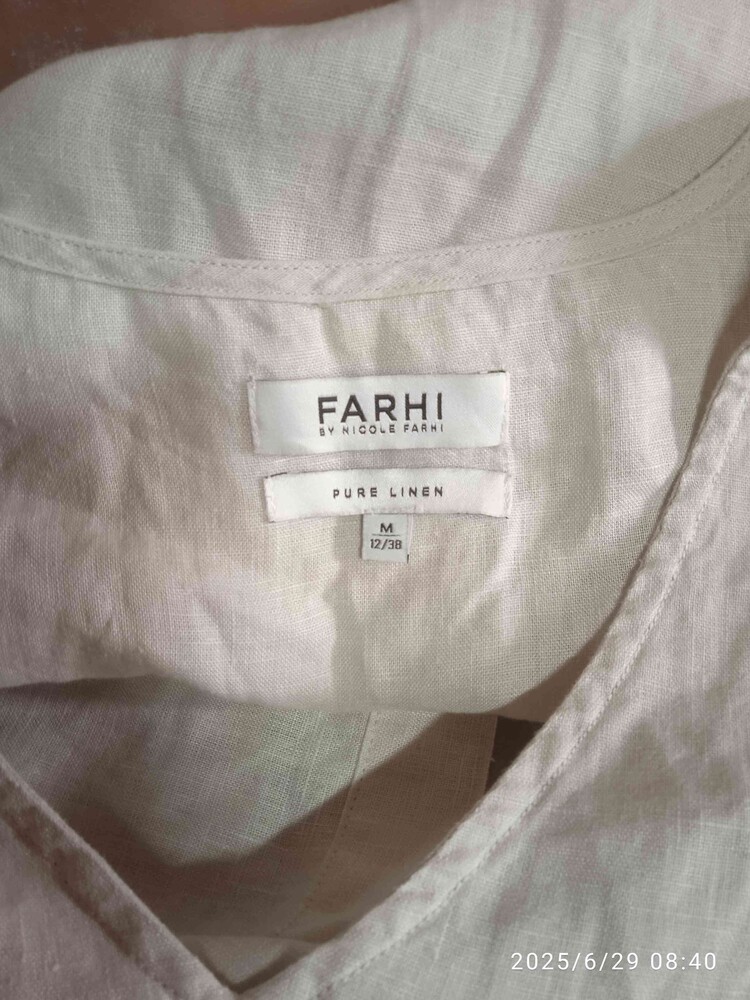 FARHI
BY NICOLE FARHI
PURE LINEN
M
12/38
2025/6/29 08:40